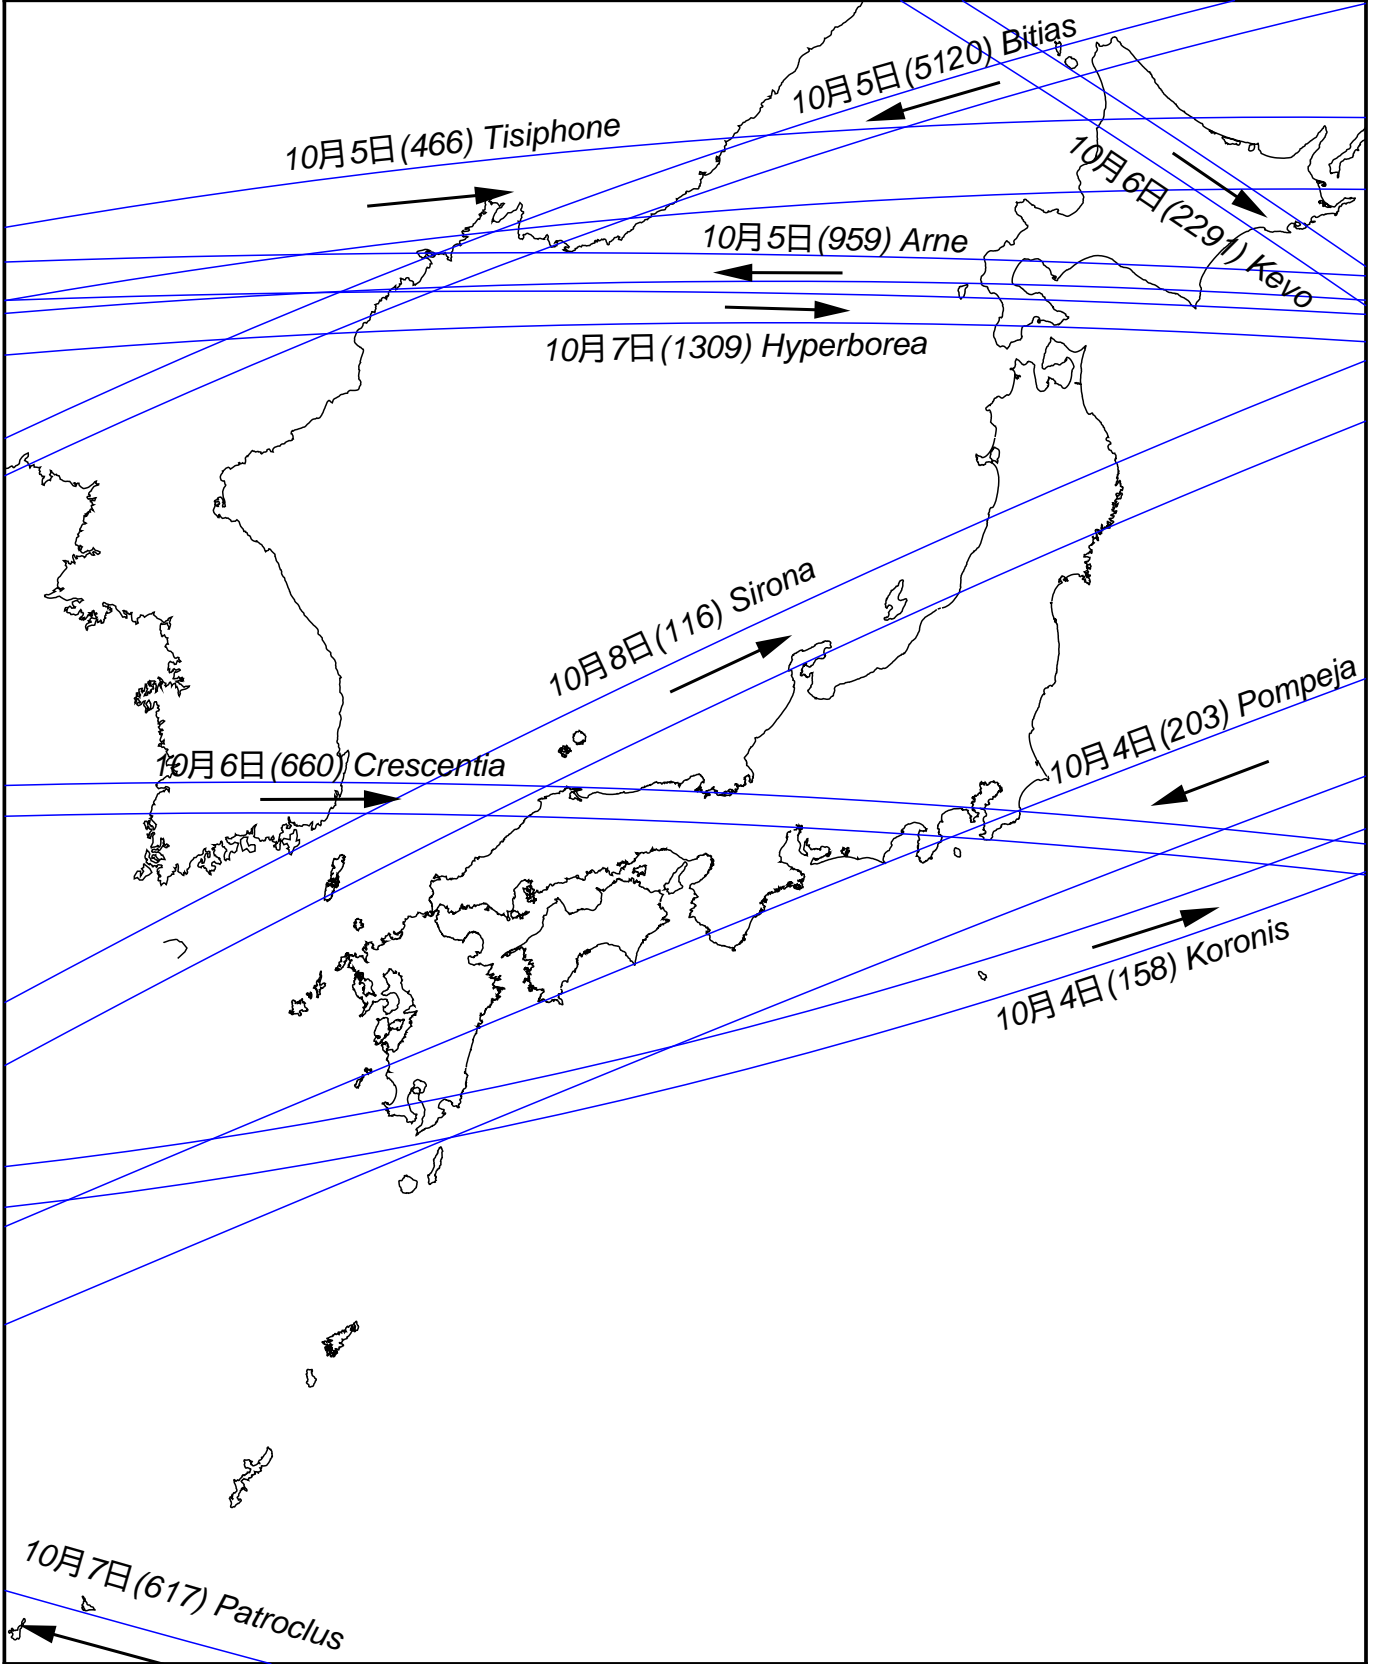 10月5日(5120) Bitias
10月5日(466) Tisiphone
10月6日(2291) Kevo
10月5日(959) Arne
10月7日(1309) Hyperborea
10月8日(116) Sirona
10月4日(203) Pompeja
10月6日(660) Crescentia
10月4日(158) Koronis
10月7日(617) Patroclus